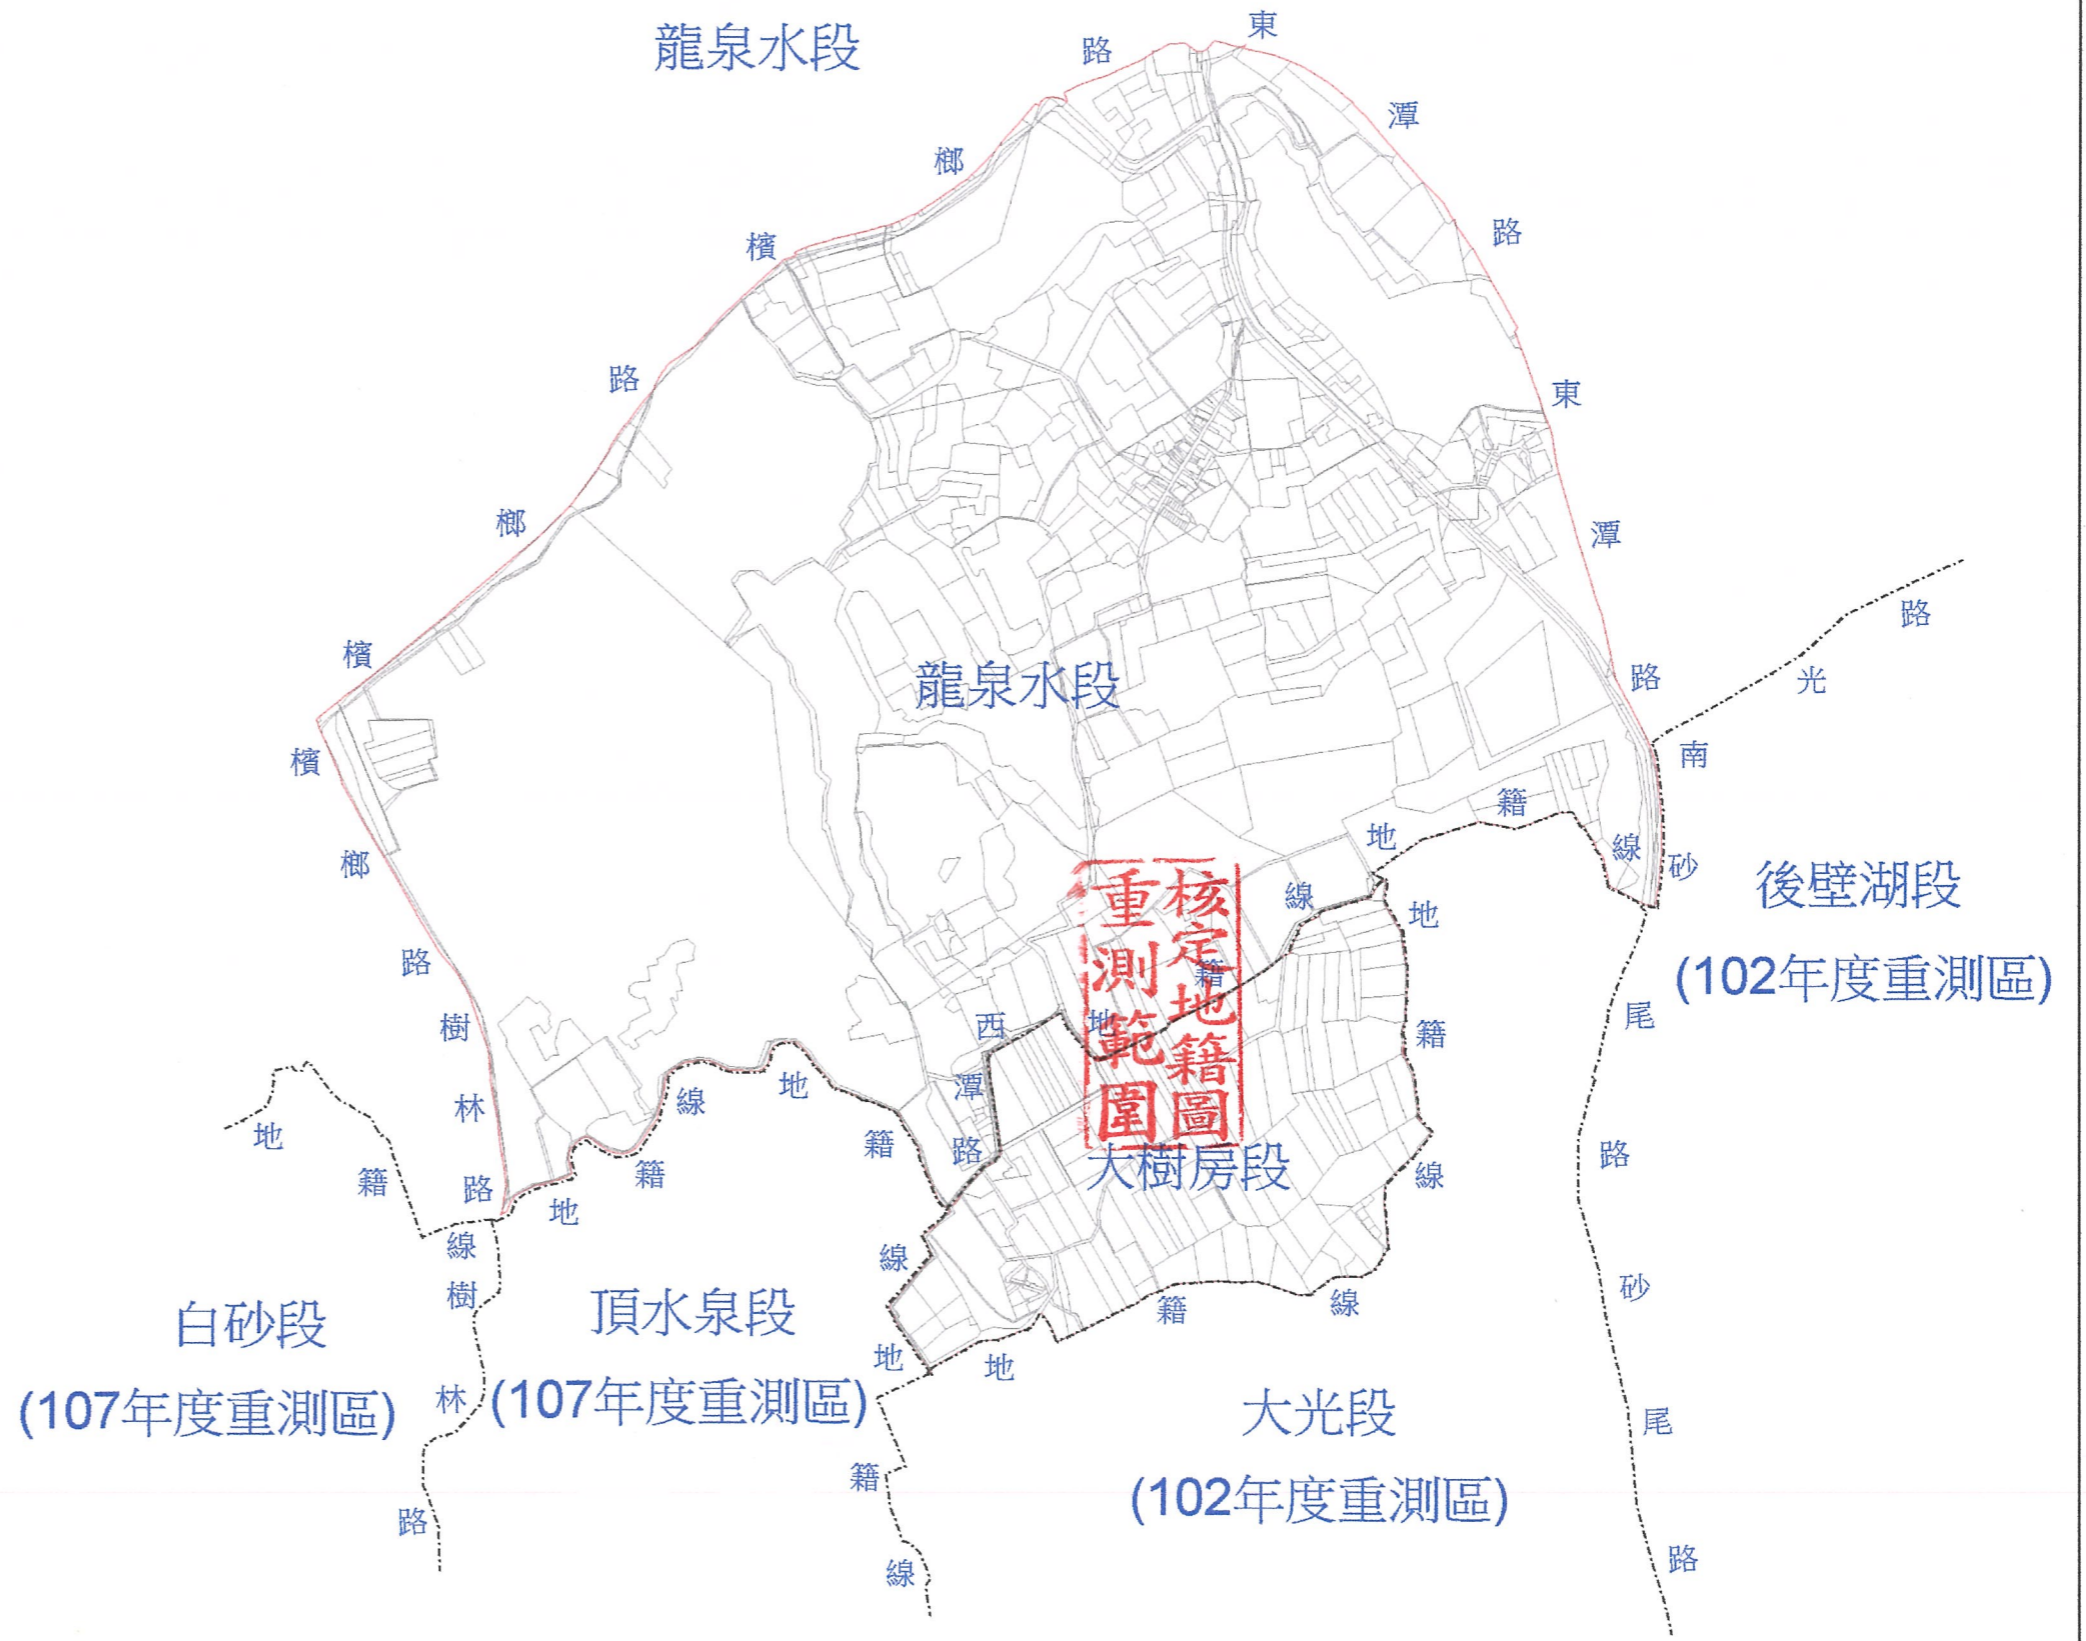 龍泉水段
檳榔路
東潭路
檳榔路
東潭路
檳榔路
樹林路
南光路
龍泉水段
砂尾路
砂尾路
地籍線
地籍線
地籍線
西潭路
核定地籍圖
重測範圍
大樹房段
後壁湖段
(102年度重測區)
地籍線
地籍線
地籍線
地籍線
地籍線
樹林路
白砂段
(107年度重測區)
頂水泉段
(107年度重測區)
地籍線
大光段
(102年度重測區)